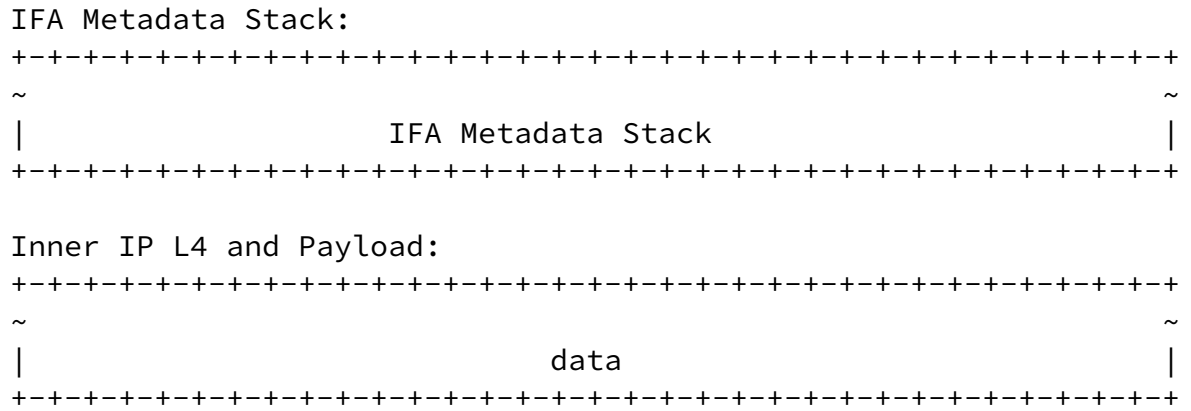 IFA Metadata Stack:
+-+-+-+-+-+-+-+-+-+-+-+-+-+-+-+-+-+-+-+-+-+-+-+-+-+-+-+-+-+-+-+-+
~                                                               ~
|                    IFA Metadata Stack                         |
+-+-+-+-+-+-+-+-+-+-+-+-+-+-+-+-+-+-+-+-+-+-+-+-+-+-+-+-+-+-+-+-+
Inner IP L4 and Payload:
+-+-+-+-+-+-+-+-+-+-+-+-+-+-+-+-+-+-+-+-+-+-+-+-+-+-+-+-+-+-+-+-+
~                                                               ~
|                             data                              |
+-+-+-+-+-+-+-+-+-+-+-+-+-+-+-+-+-+-+-+-+-+-+-+-+-+-+-+-+-+-+-+-+